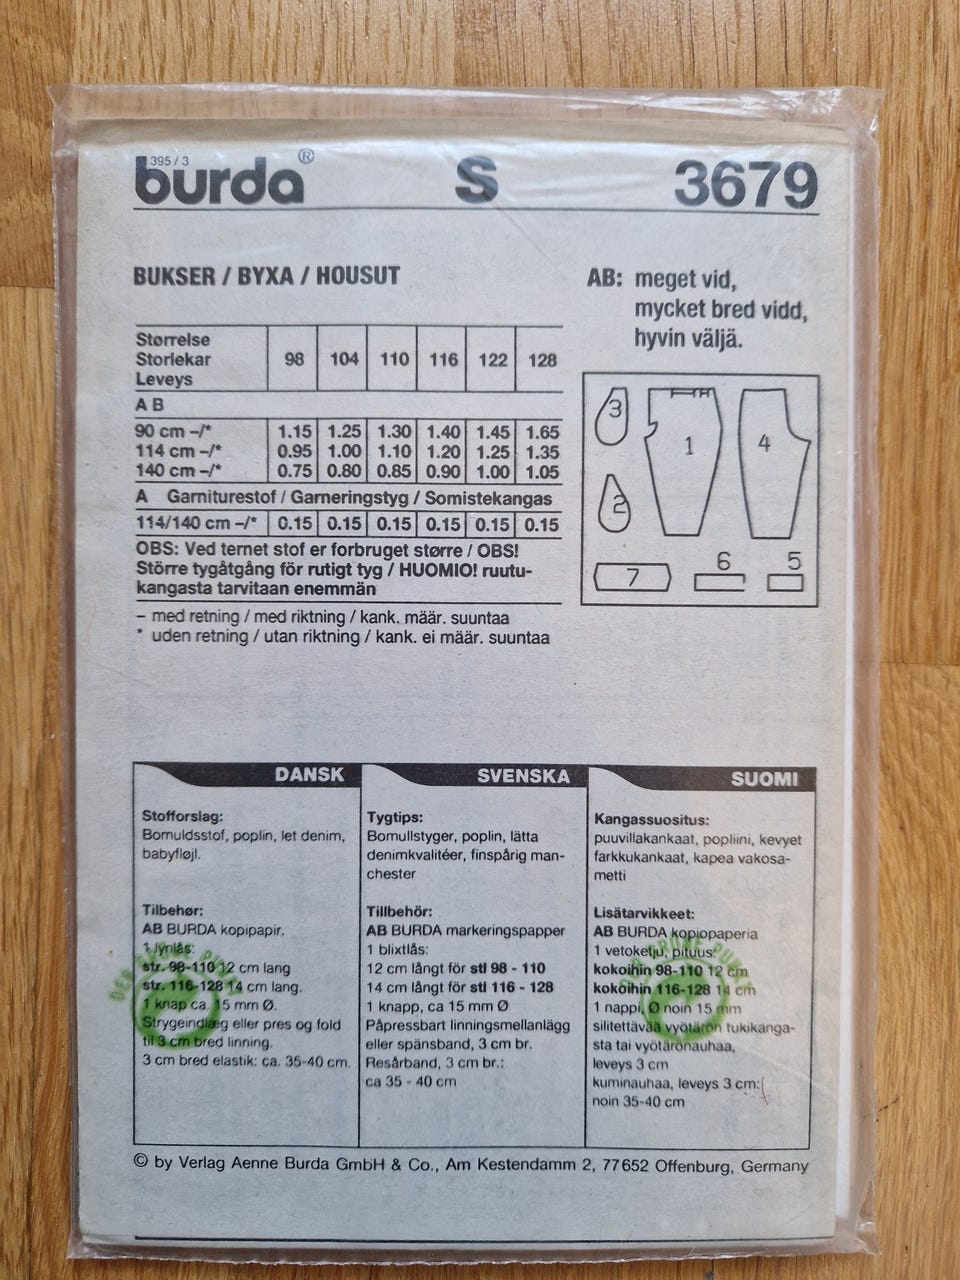 395 / 3
burda® S 3679
BUKSER / BYXA / HOUSUT
AB: meget vid,
mycket bred vidd,
hyvin väljä.
Størrelse
Storlekar
Leveys
98 104 110 116 122 128
A B
90 cm –/* 1.15 1.25 1.30 1.40 1.45 1.65
114 cm –/* 0.95 1.00 1.10 1.20 1.25 1.35
140 cm –/* 0.75 0.80 0.85 0.90 1.00 1.05
A Garniturestof / Garneringstyg / Somistekangas
114/140 cm –/* 0.15 0.15 0.15 0.15 0.15 0.15
OBS: Ved ternet stof er forbruget større / OBS!
Större tygåtgång för rutigt tyg / HUOMIO! ruutu-
kangasta tarvitaan enemmän
– med retning / med riktning / kank. määr. suuntaa
* uden retning / utan riktning / kank. ei määr. suuntaa
3 1 4
2
7 6 5
DANSK
Stofforslag:
Bomuldsstof, poplin, let denim,
babyfløjl.
Tilbehør:
AB BURDA kopipapir.
1 lynlås:
str. 98-110 12 cm lang
str. 116-128 14 cm lang.
1 knap ca. 15 mm Ø.
Strygeindlæg eller pres og fold
til 3 cm bred linning.
3 cm bred elastik: ca. 35-40 cm.
SVENSKA
Tygtips:
Bomullstyger, poplin, lätta
denimkvalitéer, finspårig man-
chester
Tillbehör:
AB BURDA markeringspapper
1 blixtlås:
12 cm långt för stl 98 - 110
14 cm långt för stl 116 - 128
1 knapp, ca 15 mm Ø
Påpressbart linningsmellanlägg
eller spänsband, 3 cm br.
Resårband, 3 cm br.:
ca 35 - 40 cm
SUOMI
Kangassuositus:
puuvillakankaat, popliini, kevyet
farkkukankaat, kapea vakosa-
metti
Lisätarvikkeet:
AB BURDA kopiopaperia
1 vetoketju, pituus:
kokoihin 98-110 12 cm
kokoihin 116-128 14 cm
1 nappi, Ø noin 15 mm
silitettävää vyötärön tukikanga-
sta tai vyötärönauhaa,
leveys 3 cm
kuminauhaa, leveys 3 cm:
noin 35-40 cm
DER GRÜNE PUNKT
DER GRÜNE PUNKT
© by Verlag Aenne Burda GmbH & Co., Am Kestendamm 2, 77652 Offenburg, Germany